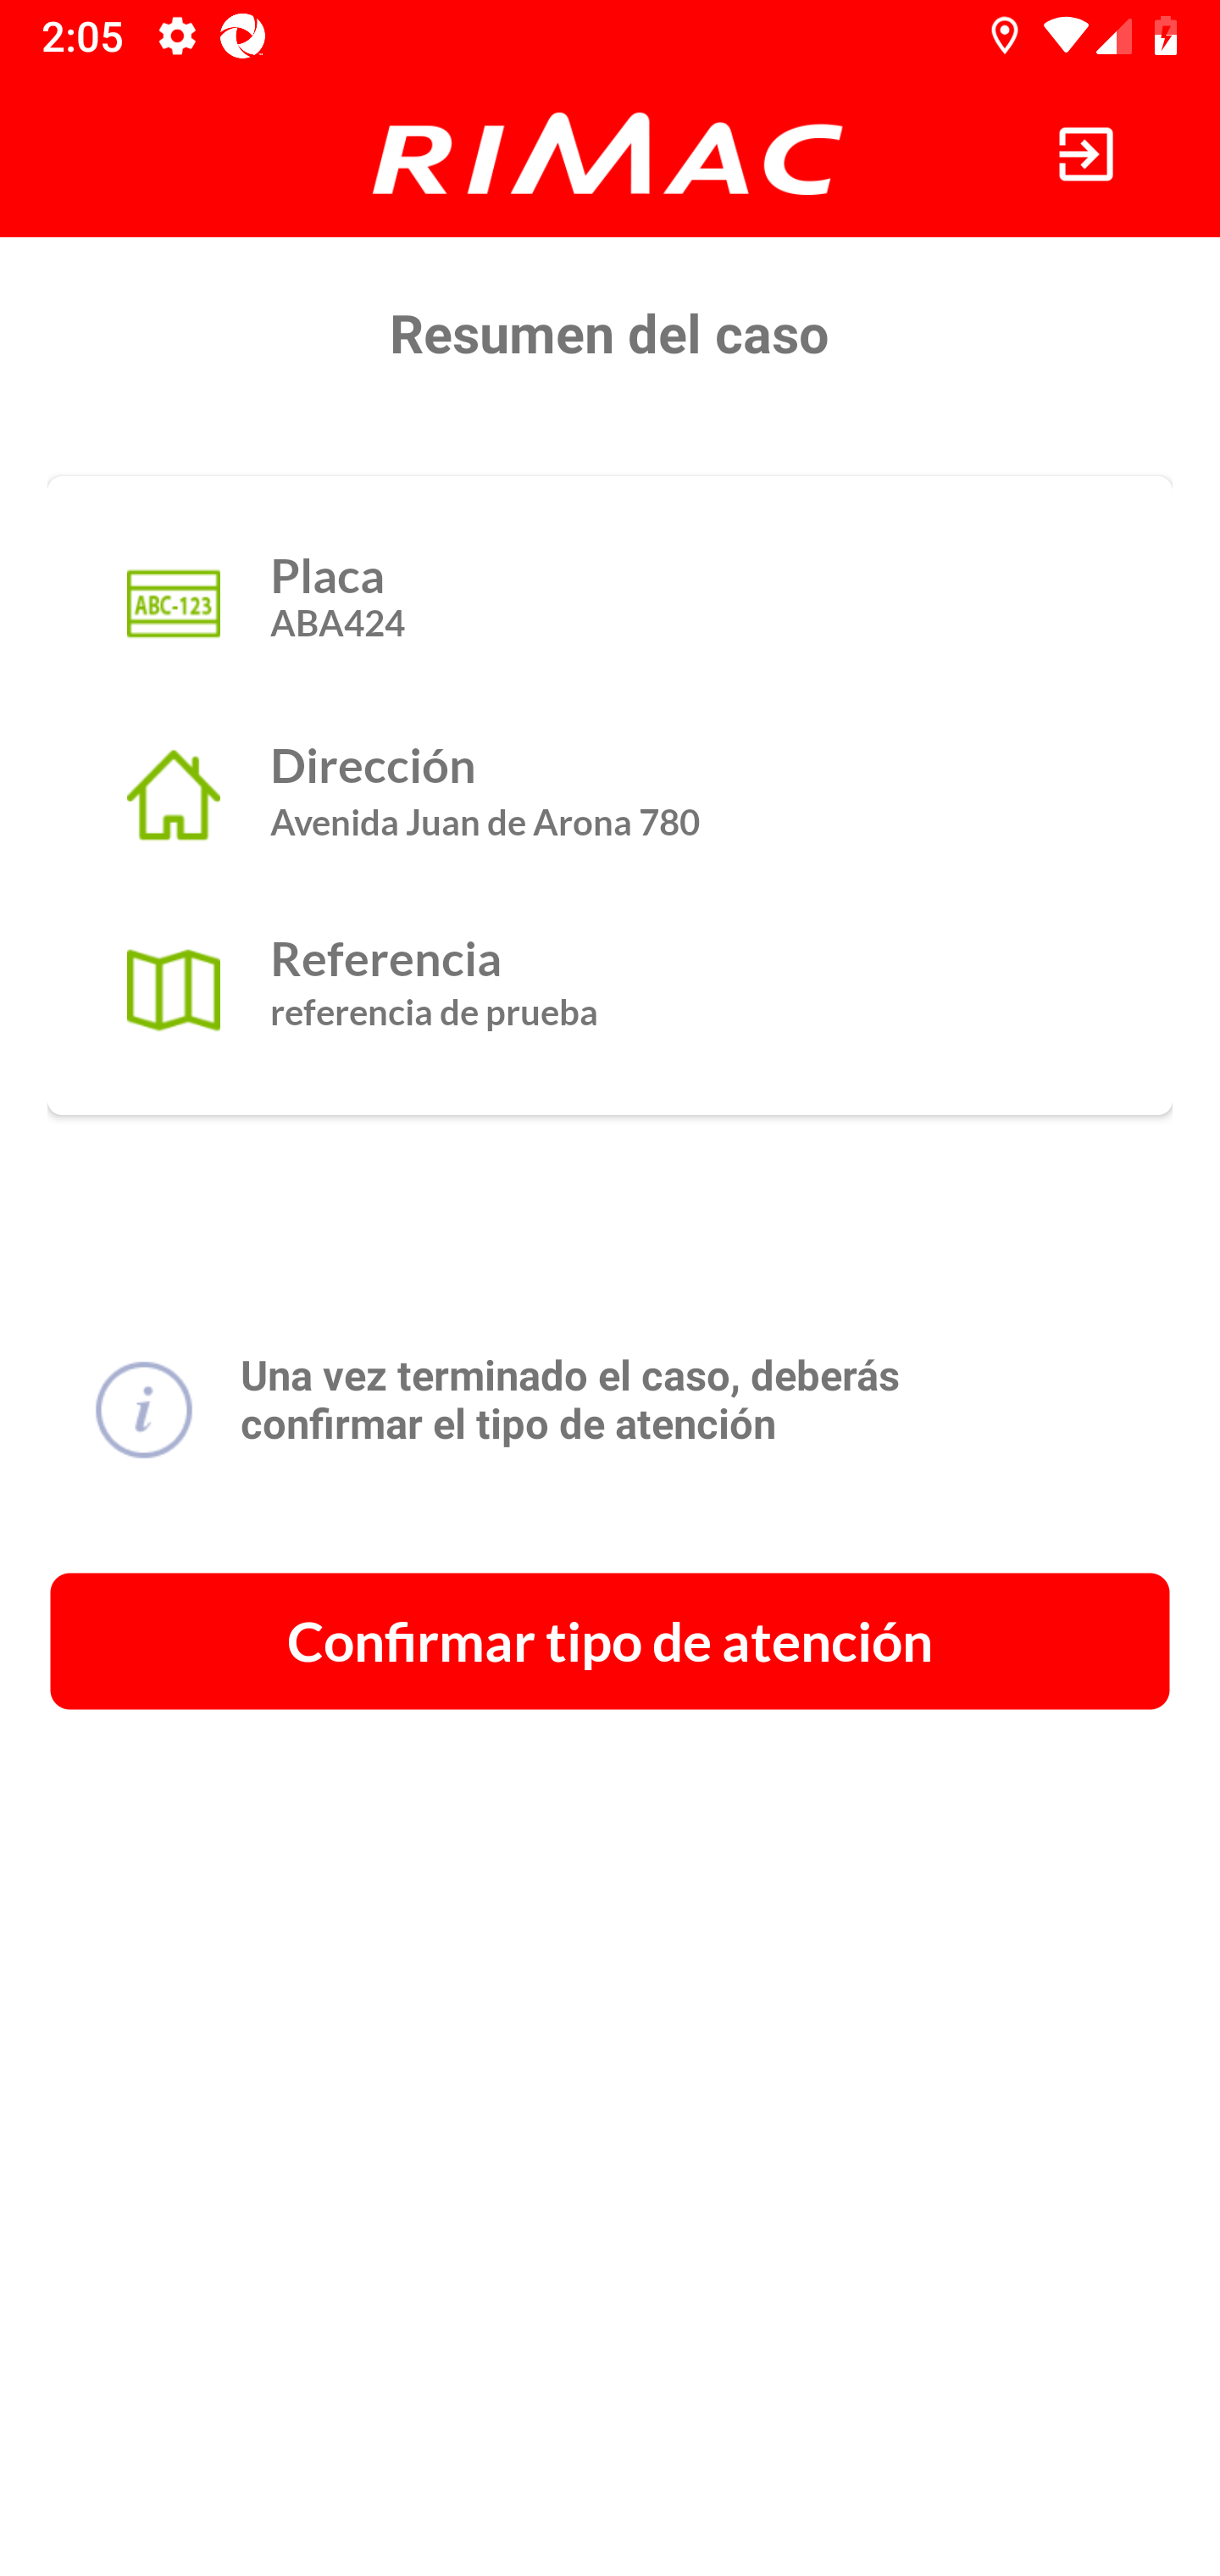 2:05
RIMAC
Resumen del caso
Placa
ABC-123
ABA424
Dirección
Avenida Juan de Arona 780
Referencia
referencia de prueba
Una vez terminado el caso, deberás
confirmar el tipo de atención
Confirmar tipo de atención